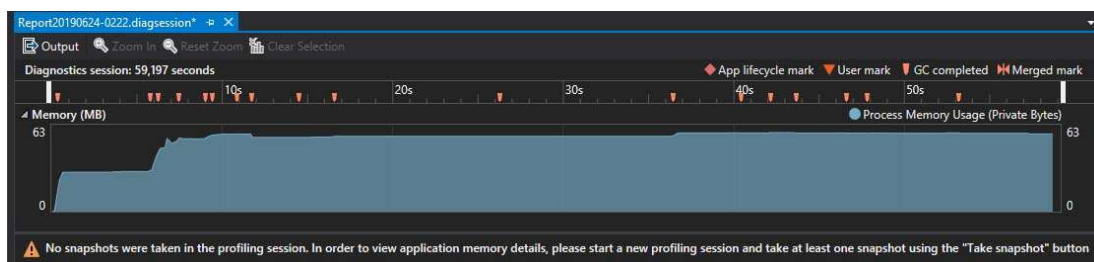 Report20190624-0222.diagsession*
Output Zoom In Reset Zoom Clear Selection
Diagnostics session: 59,197 seconds App lifecycle mark User mark GC completed Merged mark
10s 20s 30s 40s 50s
Memory (MB) Process Memory Usage (Private Bytes)
63 63
0 0
No snapshots were taken in the profiling session. In order to view application memory details, please start a new profiling session and take at least one snapshot using the "Take snapshot" button